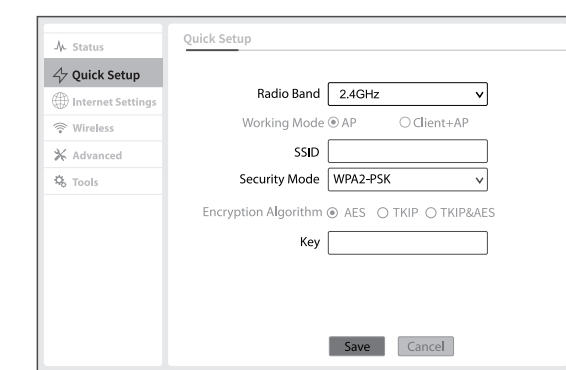 Status
Quick Setup
Internet Settings
Wireless
Advanced
Tools
Quick Setup
Radio Band 2.4GHz
Working Mode AP Client+AP
SSID
Security Mode WPA2-PSK
Encryption Algorithm AES TKIP TKIP&AES
Key
Save Cancel